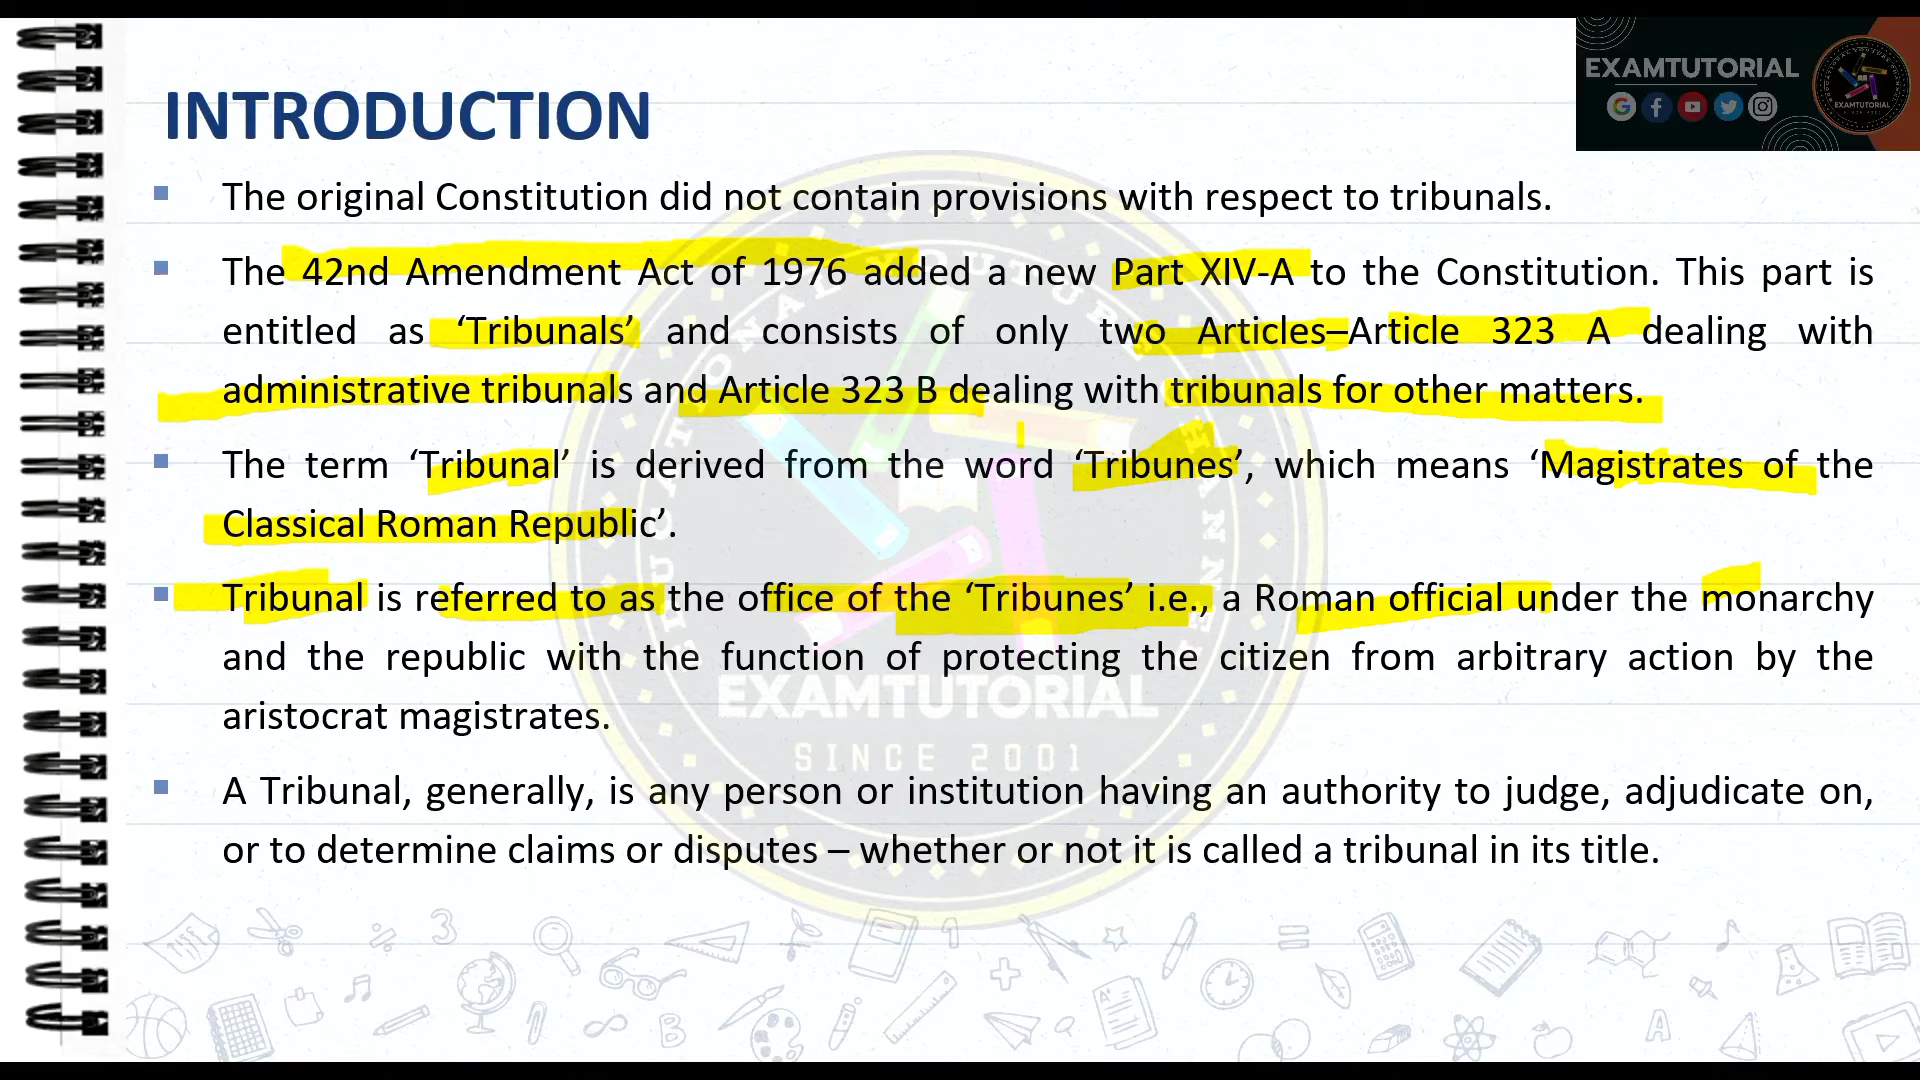 EXAMTUTORIAL
EXAMTUTORIAL
INTRODUCTION
The original Constitution did not contain provisions with respect to tribunals.
The 42nd Amendment Act of 1976 added a new Part XIV-A to the Constitution. This part is
entitled as ‘Tribunals’ and consists of only two Articles–Article 323 A dealing with
administrative tribunals and Article 323 B dealing with tribunals for other matters.
The term ‘Tribunal’ is derived from the word ‘Tribunes’, which means ‘Magistrates of the
Classical Roman Republic’.
Tribunal is referred to as the office of the ‘Tribunes’ i.e., a Roman official under the monarchy
and the republic with the function of protecting the citizen from arbitrary action by the
aristocrat magistrates.
EXAMTUTORIAL
SINCE 2001
A Tribunal, generally, is any person or institution having an authority to judge, adjudicate on,
or to determine claims or disputes – whether or not it is called a tribunal in its title.